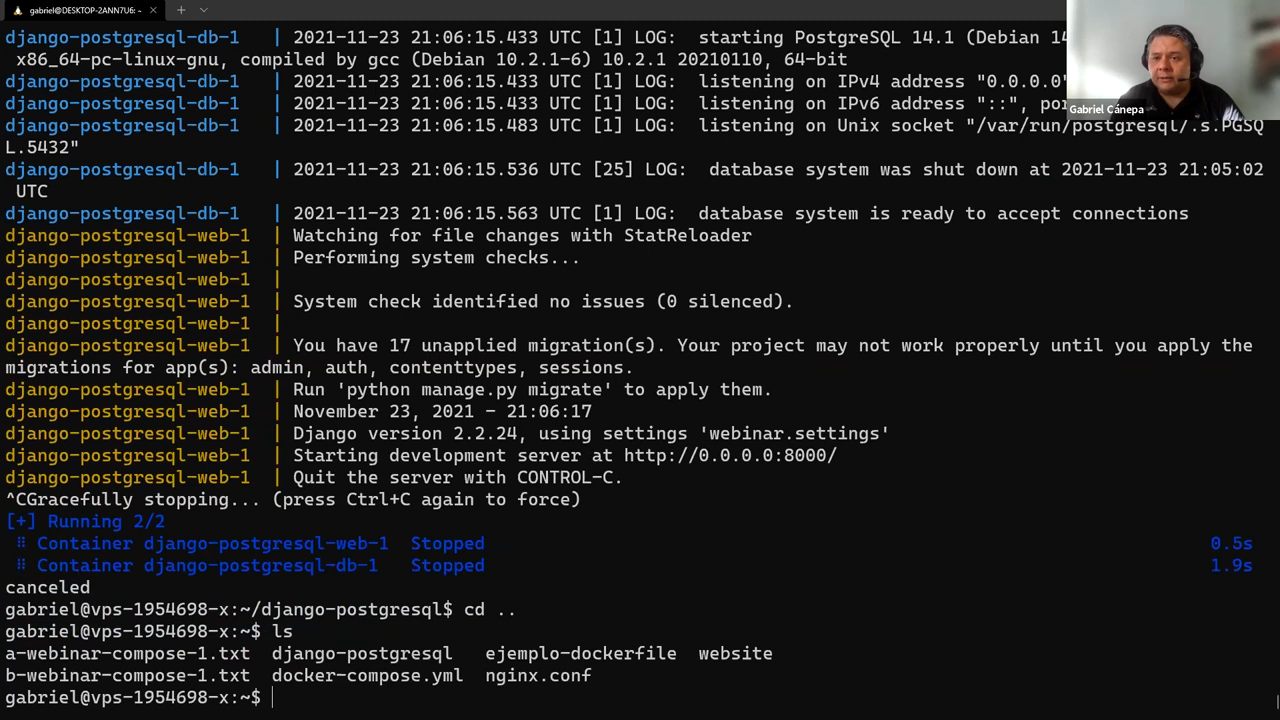 gabriel@DESKTOP-2ANN7U6: ~
django-postgresql-db-1 | 2021-11-23 21:06:15.433 UTC [1] LOG: starting PostgreSQL 14.1 (Debian
x86_64-pc-linux-gnu, compiled by gcc (Debian 10.2.1-6) 10.2.1 20210110, 64-bit
django-postgresql-db-1 | 2021-11-23 21:06:15.433 UTC [1] LOG: listening on IPv4 address "0.0.0.0"
django-postgresql-db-1 | 2021-11-23 21:06:15.433 UTC [1] LOG: listening on IPv6 address "::",
Gabriel Cánepa
django-postgresql-db-1 | 2021-11-23 21:06:15.483 UTC [1] LOG: listening on Unix socket "/var/run/postgresql/.s.PGSQ
L.5432"
django-postgresql-db-1 | 2021-11-23 21:06:15.536 UTC [25] LOG: database system was shut down at 2021-11-23 21:05:02
UTC
django-postgresql-db-1 | 2021-11-23 21:06:15.563 UTC [1] LOG: database system is ready to accept connections
django-postgresql-web-1 | Watching for file changes with StatReloader
django-postgresql-web-1 | Performing system checks...
django-postgresql-web-1 |
django-postgresql-web-1 | System check identified no issues (0 silenced).
django-postgresql-web-1 |
django-postgresql-web-1 | You have 17 unapplied migration(s). Your project may not work properly until you apply the
migrations for app(s): admin, auth, contenttypes, sessions.
django-postgresql-web-1 | Run 'python manage.py migrate' to apply them.
django-postgresql-web-1 | November 23, 2021 - 21:06:17
django-postgresql-web-1 | Django version 2.2.24, using settings 'webinar.settings'
django-postgresql-web-1 | Starting development server at http://0.0.0.0:8000/
django-postgresql-web-1 | Quit the server with CONTROL-C.
^CGracefully stopping... (press Ctrl+C again to force)
[+] Running 2/2
⠿ Container django-postgresql-web-1 Stopped 0.5s
⠿ Container django-postgresql-db-1 Stopped 1.9s
canceled
gabriel@vps-1954698-x:~/django-postgresql$ cd ..
gabriel@vps-1954698-x:~$ ls
a-webinar-compose-1.txt django-postgresql ejemplo-dockerfile website
b-webinar-compose-1.txt docker-compose.yml nginx.conf
gabriel@vps-1954698-x:~$